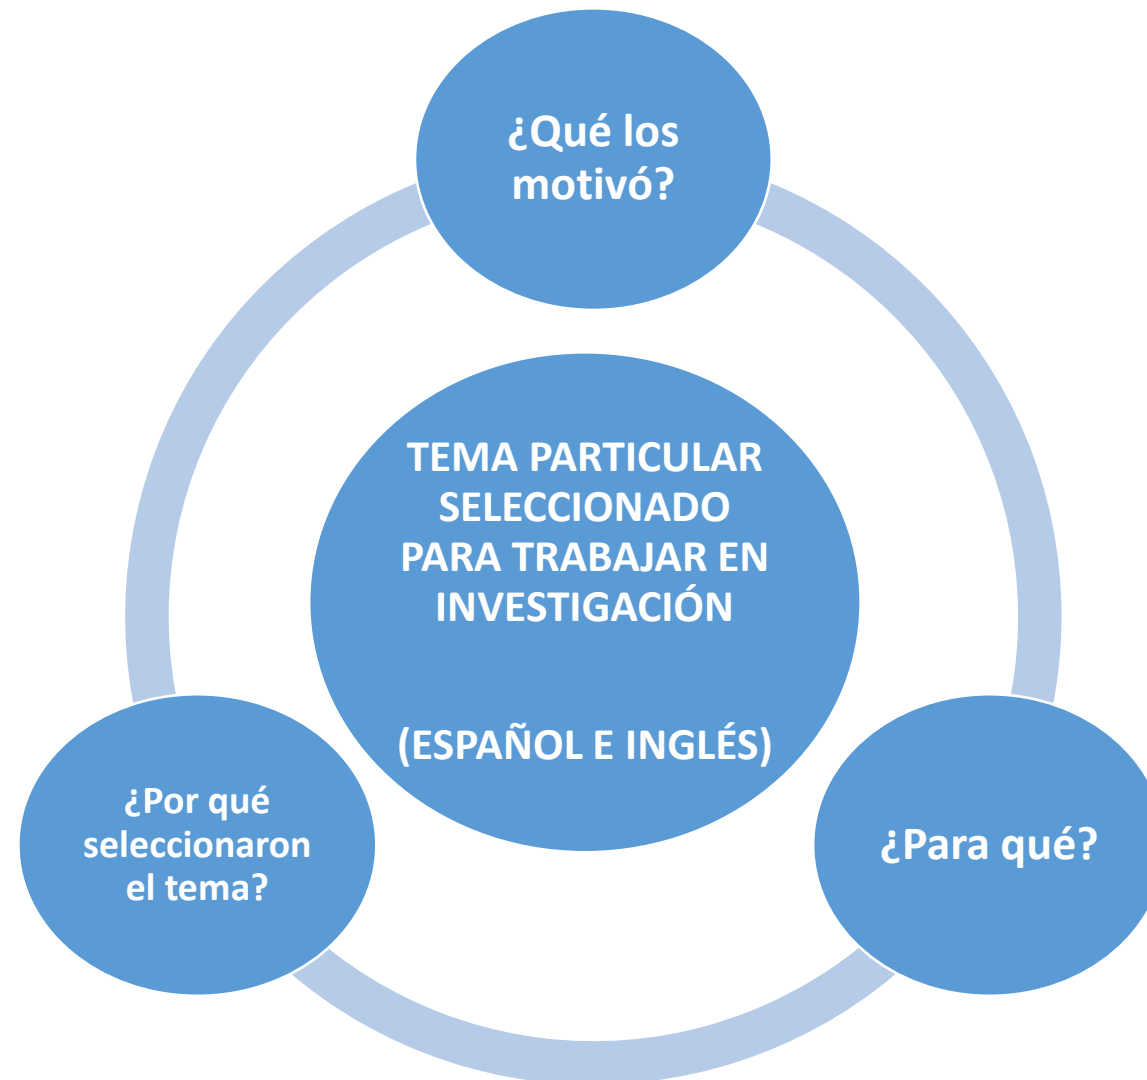 ¿Qué los
motivó?
TEMA PARTICULAR
SELECCIONADO
PARA TRABAJAR EN
INVESTIGACIÓN
(ESPAÑOL E INGLÉS)
¿Por qué
seleccionaron
el tema?
¿Para qué?